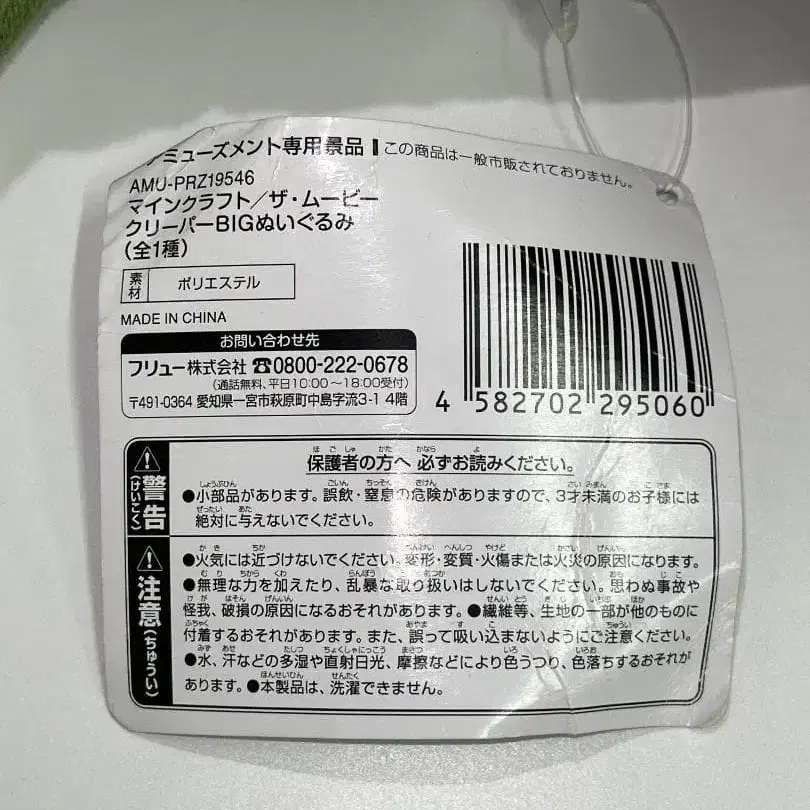 アミューズメント専用景品 この商品は一般市販されておりません。
AMU-PRZ19546
マインクラフト/ザ・ムービー
クリーパーBIGぬいぐるみ
(全1種)
素材 ポリエステル
MADE IN CHINA
お問い合わせ先
フリュー株式会社 ☎0800-222-0678
(通話無料、平日10:00〜18:00受付)
〒491-0364 愛知県一宮市萩原町中島字流3-1 4階
4 582702 295060
警告(けいこく)
保護者の方へ 必ずお読みください。
●小部品があります。誤飲・窒息の危険がありますので、3才未満のお子様には
絶対に与えないでください。
注意(ちゅうい)
●火気には近づけないでください。変形・変質・火傷または火災の原因になります。
●無理な力を加えたり、乱暴な取り扱いはしないでください。思わぬ事故や
怪我、破損の原因になるおそれがあります。●繊維等、生地の一部が他のものに
付着するおそれがあります。また、誤って吸い込まないようにご注意ください。
●水、汗などの多湿や直射日光、摩擦などにより色うつり、色落ちするおそれが
あります。●本製品は、洗濯できません。